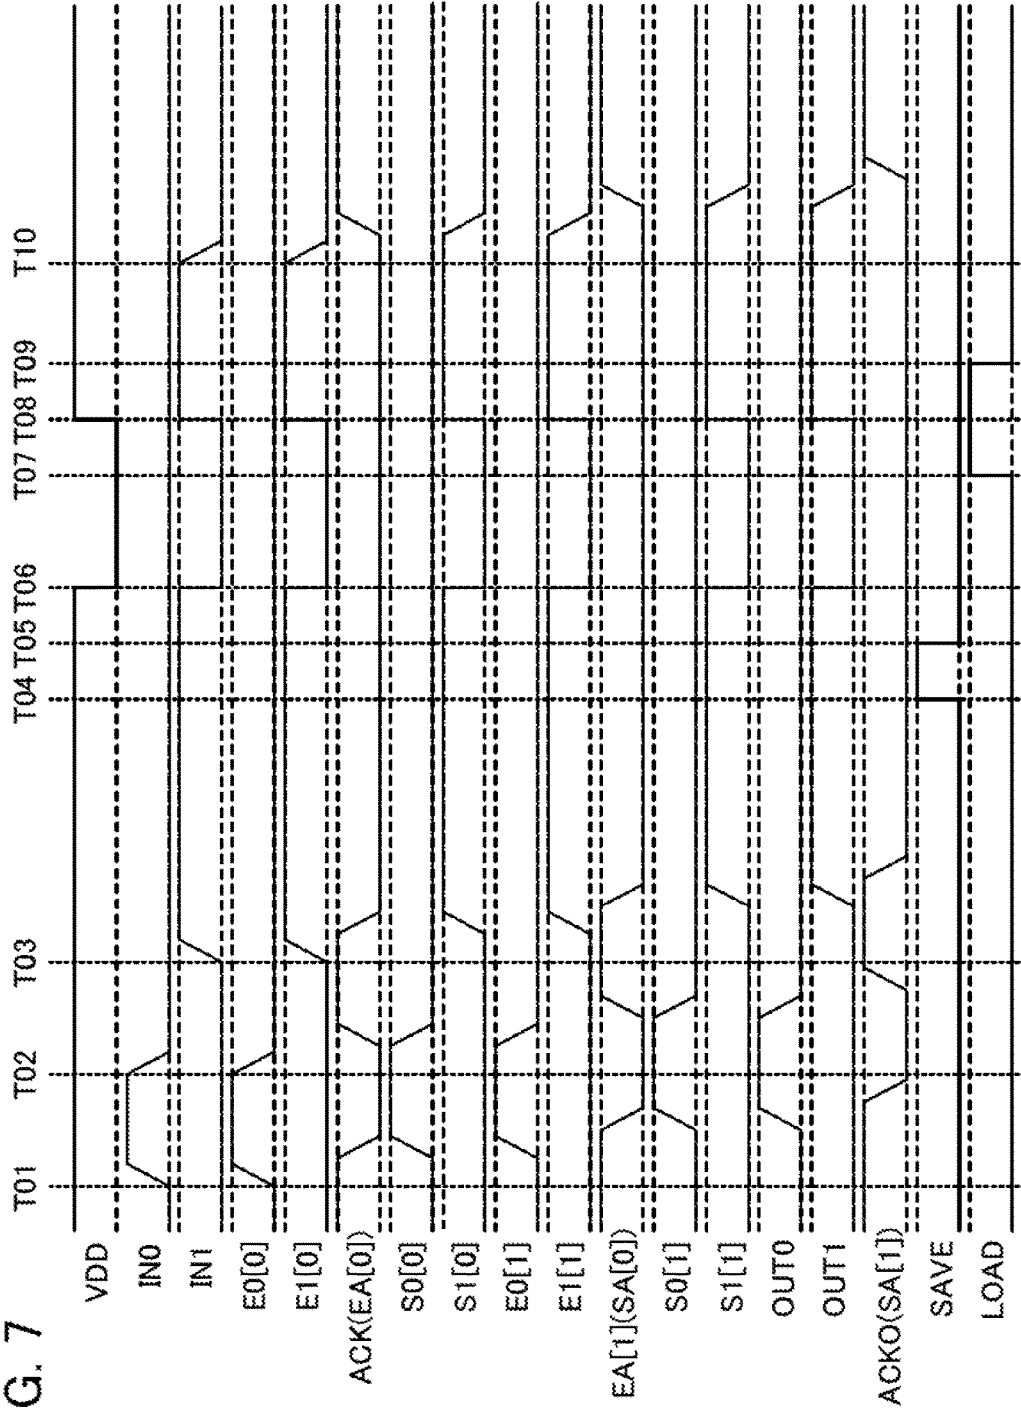 G. 7
T01 T02 T03 T04 T05 T06 T07 T08 T09 T10
VDD
IN0
IN1
E0[0]
E1[0]
ACK(EA[0])
S0[0]
S1[0]
E0[1]
E1[1]
EA[1](SA[0])
S0[1]
S1[1]
OUT0
OUT1
ACKO(SA[1])
SAVE
LOAD